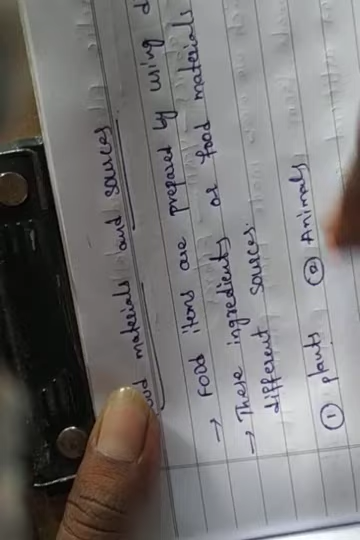 materials and sources
→ Food items are prepared by using d
→ These ingredients or food materials
different sources.
① plants ② Animals